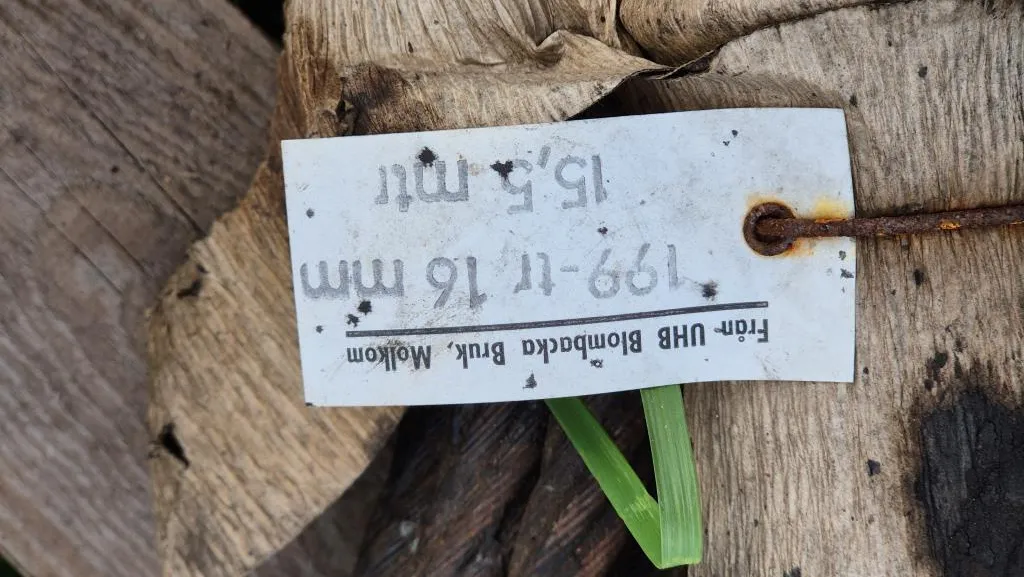 Från UHB Blombacka Bruk, Molkom
199-tr 16 mm
15,5 mtr